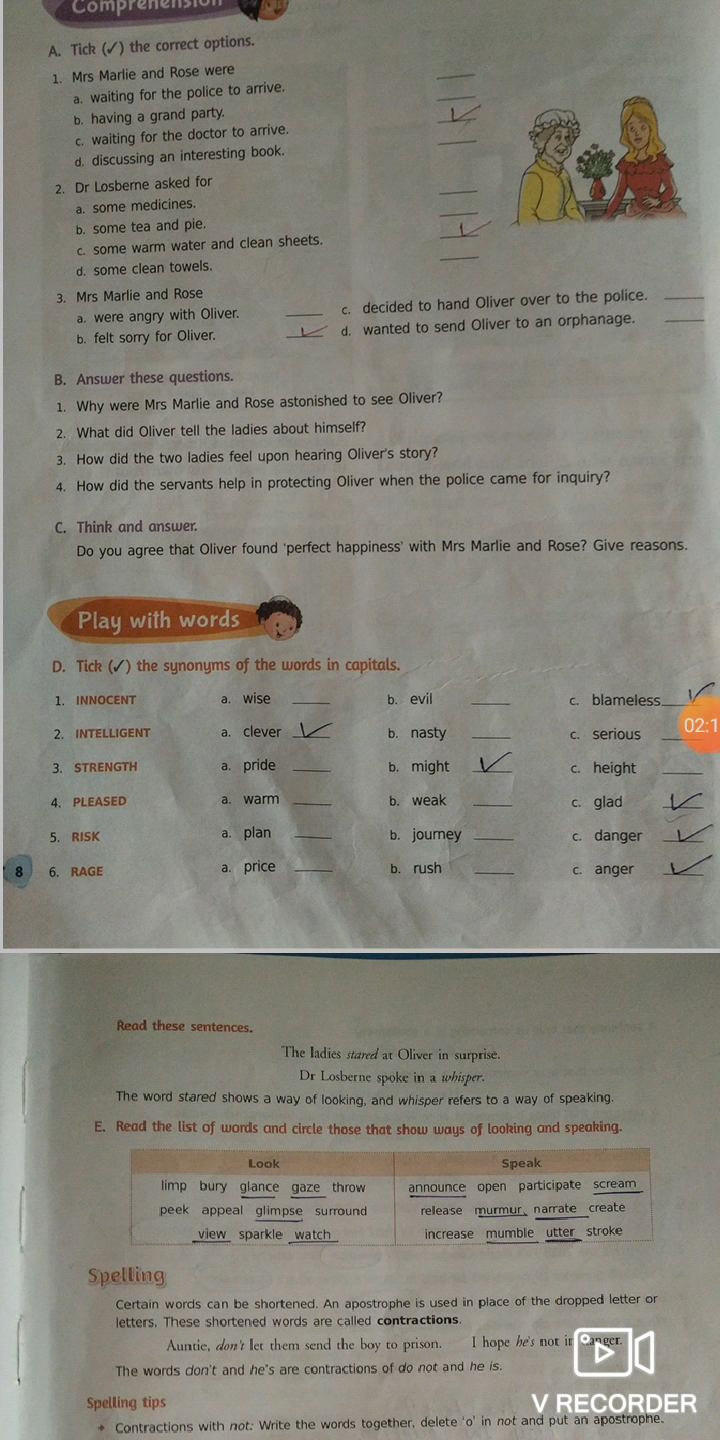 Comprehension
A. Tick (✓) the correct options.
1. Mrs Marlie and Rose were
a. waiting for the police to arrive.
b. having a grand party.
c. waiting for the doctor to arrive.
d. discussing an interesting book.
2. Dr Losberne asked for
a. some medicines.
b. some tea and pie.
c. some warm water and clean sheets.
d. some clean towels.
3. Mrs Marlie and Rose
a. were angry with Oliver. c. decided to hand Oliver over to the police.
b. felt sorry for Oliver. ✓ d. wanted to send Oliver to an orphanage.
B. Answer these questions.
1. Why were Mrs Marlie and Rose astonished to see Oliver?
2. What did Oliver tell the ladies about himself?
3. How did the two ladies feel upon hearing Oliver's story?
4. How did the servants help in protecting Oliver when the police came for inquiry?
C. Think and answer.
Do you agree that Oliver found 'perfect happiness' with Mrs Marlie and Rose? Give reasons.
Play with words
D. Tick (✓) the synonyms of the words in capitals.
1. INNOCENT a. wise b. evil c. blameless ✓
02:1
2. INTELLIGENT a. clever ✓ b. nasty c. serious
3. STRENGTH a. pride b. might ✓ c. height
4. PLEASED a. warm b. weak c. glad ✓
5. RISK a. plan b. journey c. danger ✓
8 6. RAGE a. price b. rush c. anger ✓
Read these sentences.
The ladies stared at Oliver in surprise.
Dr Losberne spoke in a whisper.
The word stared shows a way of looking, and whisper refers to a way of speaking.
E. Read the list of words and circle those that show ways of looking and speaking.
Look Speak
limp bury glance gaze throw announce open participate scream
peek appeal glimpse surround release murmur narrate create
view sparkle watch increase mumble utter stroke
Spelling
Certain words can be shortened. An apostrophe is used in place of the dropped letter or
letters. These shortened words are called contractions.
Auntie, don't let them send the boy to prison. I hope he's not in danger.
The words don't and he's are contractions of do not and he is.
V RECORDER
Spelling tips
Contractions with not: Write the words together, delete 'o' in not and put an apostrophe.